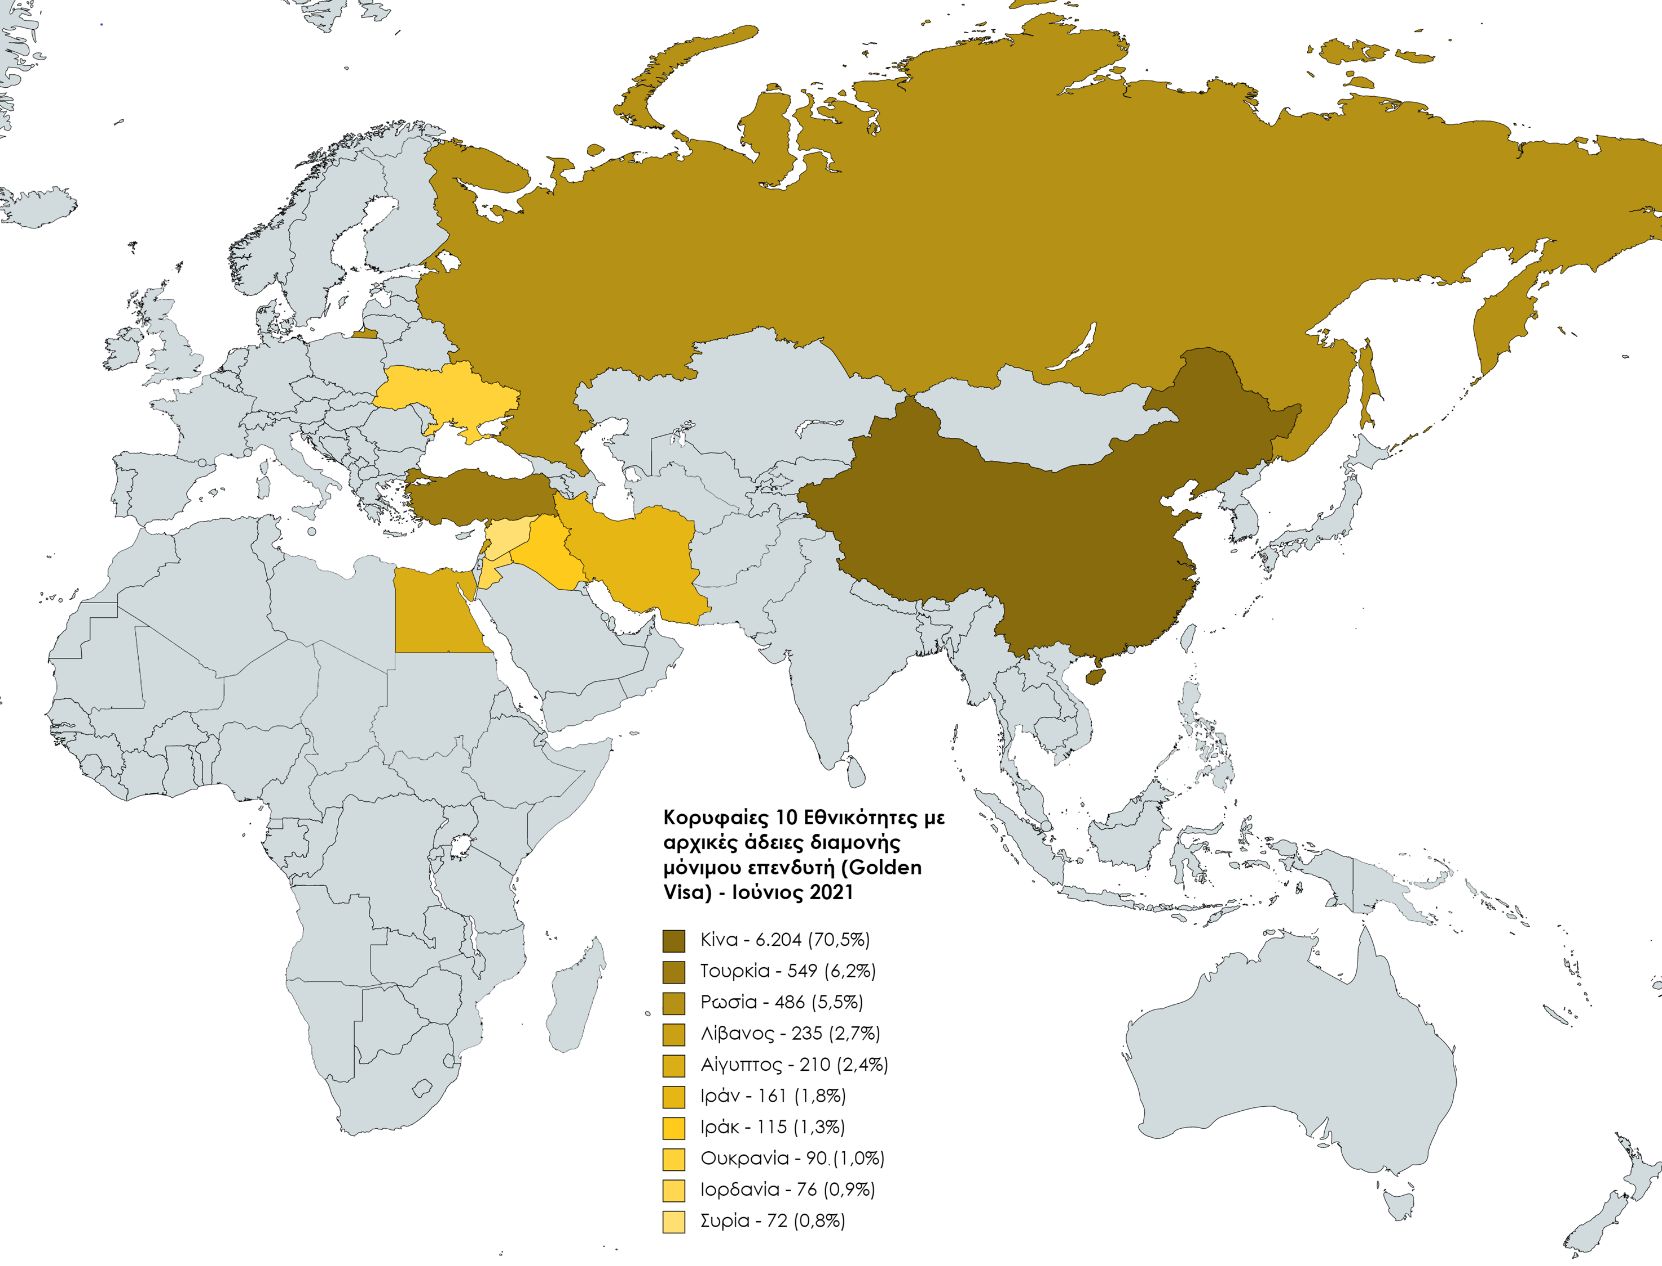 Κορυφαίες 10 Εθνικότητες με
αρχικές άδειες διαμονής
μόνιμου επενδυτή (Golden
Visa) - Ιούνιος 2021
Κίνα - 6.204 (70,5%)
Τουρκία - 549 (6,2%)
Ρωσία - 486 (5,5%)
Λίβανος - 235 (2,7%)
Αίγυπτος - 210 (2,4%)
Ιράν - 161 (1,8%)
Ιράκ - 115 (1,3%)
Ουκρανία - 90 (1,0%)
Ιορδανία - 76 (0,9%)
Συρία - 72 (0,8%)